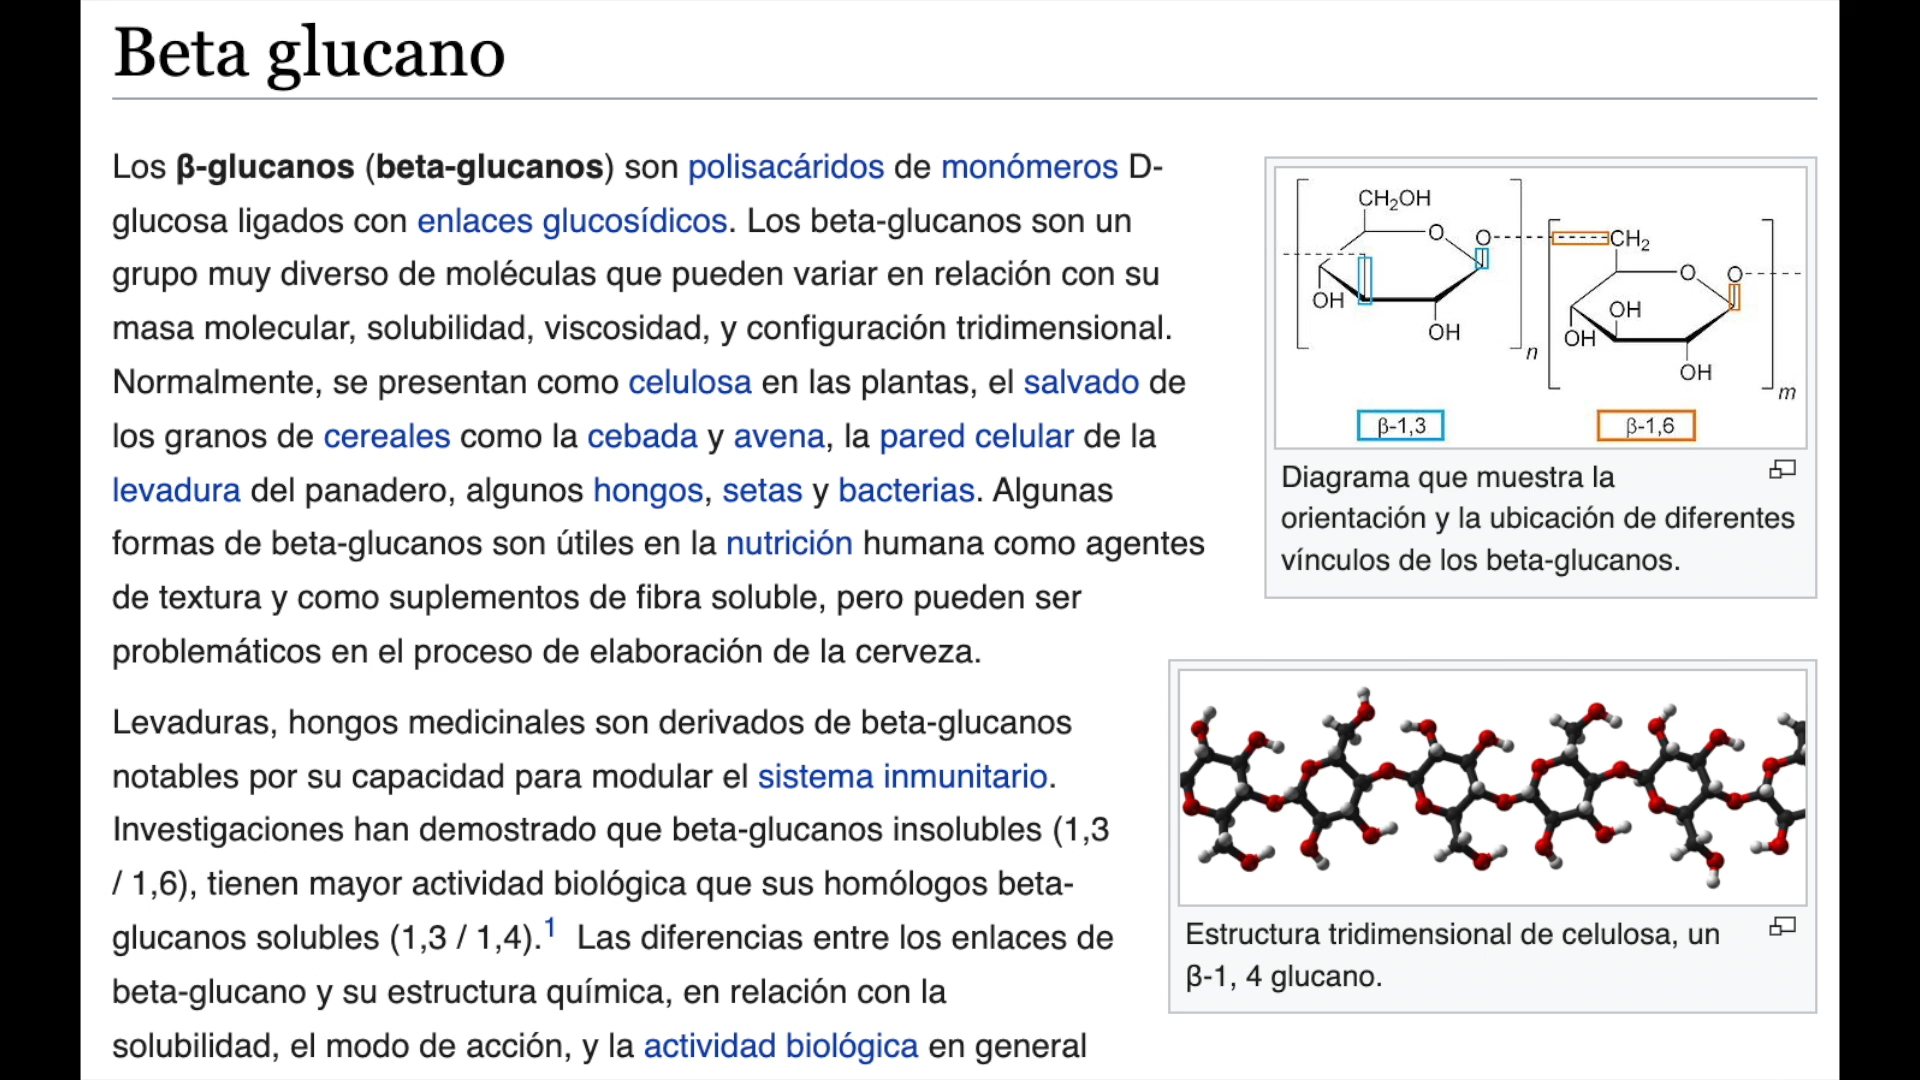 Beta glucano
Los β-glucanos (beta-glucanos) son polisacáridos de monómeros D-
glucosa ligados con enlaces glucosídicos. Los beta-glucanos son un
grupo muy diverso de moléculas que pueden variar en relación con su
masa molecular, solubilidad, viscosidad, y configuración tridimensional.
Normalmente, se presentan como celulosa en las plantas, el salvado de
los granos de cereales como la cebada y avena, la pared celular de la
levadura del panadero, algunos hongos, setas y bacterias. Algunas
formas de beta-glucanos son útiles en la nutrición humana como agentes
de textura y como suplementos de fibra soluble, pero pueden ser
problemáticos en el proceso de elaboración de la cerveza.
Levaduras, hongos medicinales son derivados de beta-glucanos
notables por su capacidad para modular el sistema inmunitario.
Investigaciones han demostrado que beta-glucanos insolubles (1,3
/ 1,6), tienen mayor actividad biológica que sus homólogos beta-
glucanos solubles (1,3 / 1,4).1 Las diferencias entre los enlaces de
beta-glucano y su estructura química, en relación con la
solubilidad, el modo de acción, y la actividad biológica en general
CH2OH
O
O
OH
OH
n
CH2
O
O
OH
OH
OH
m
β-1,3
β-1,6
Diagrama que muestra la
orientación y la ubicación de diferentes
vínculos de los beta-glucanos.
Estructura tridimensional de celulosa, un
β-1, 4 glucano.